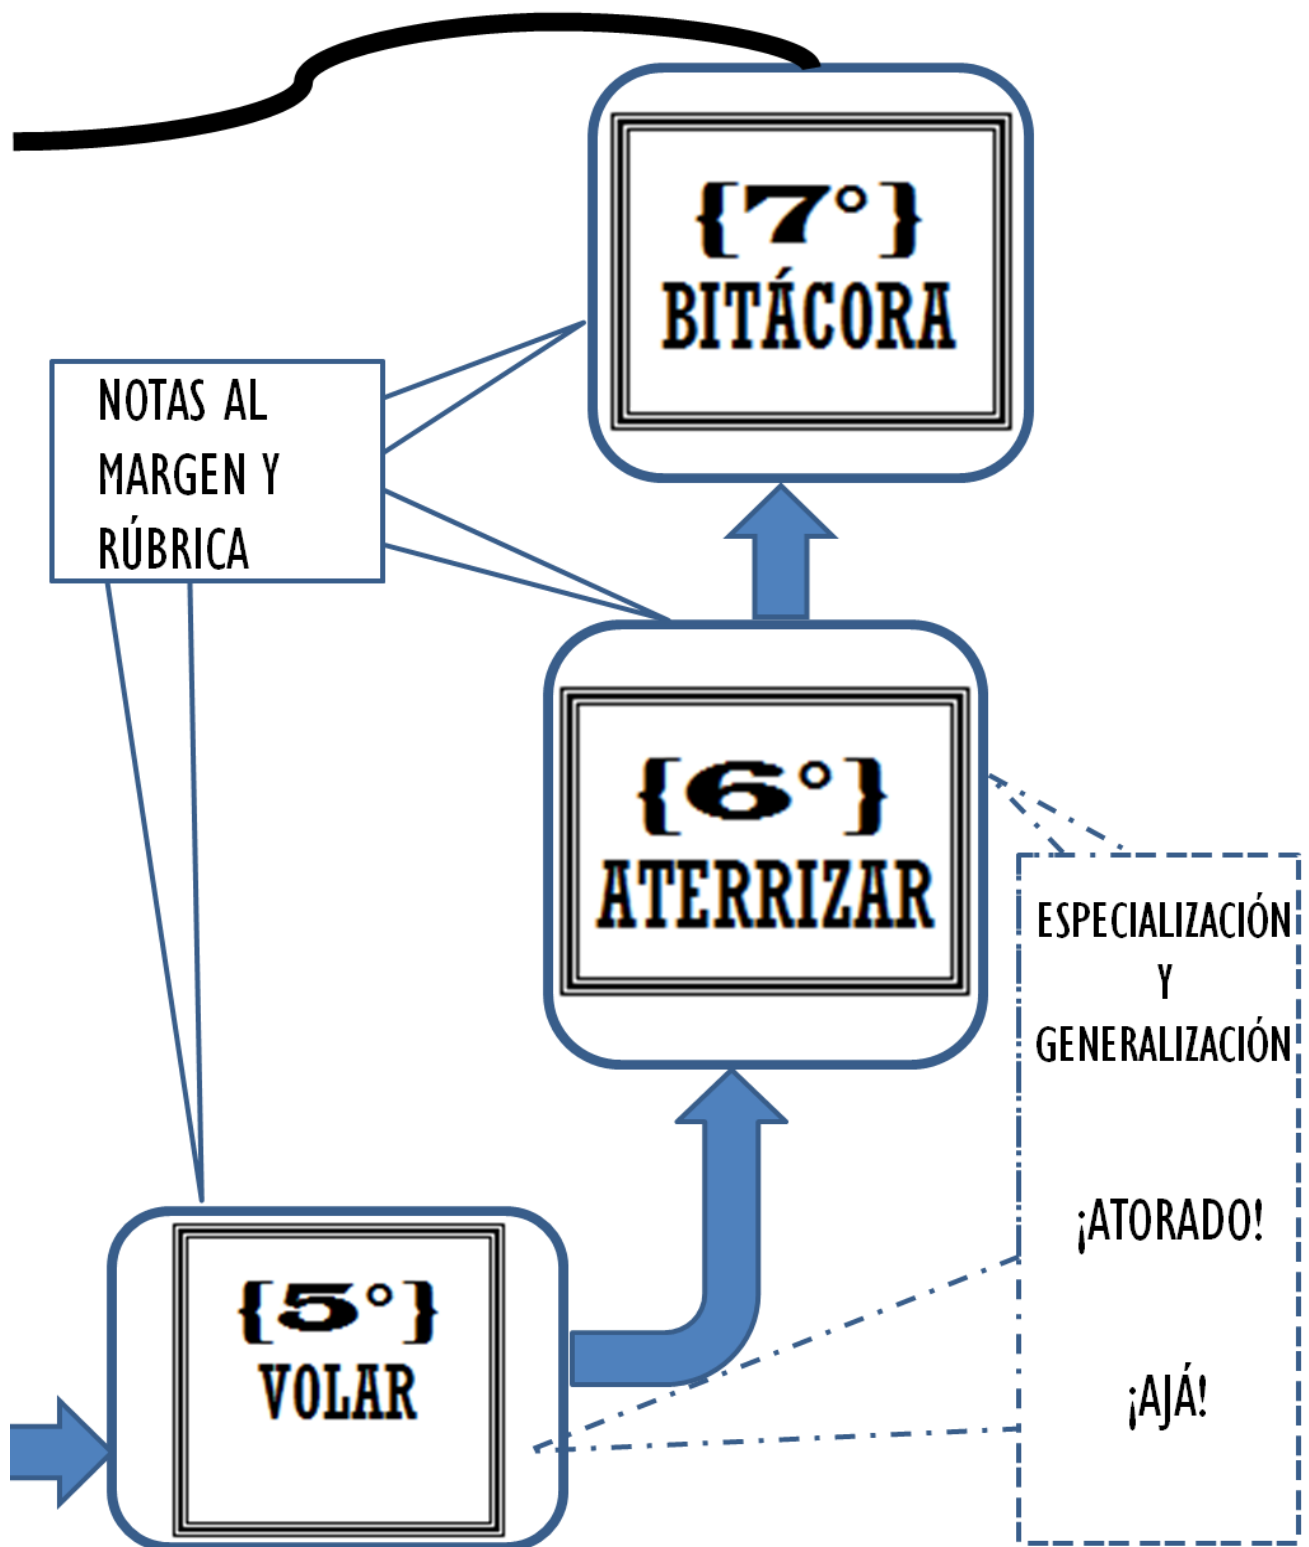 {7°}
BITÁCORA
NOTAS AL
MARGEN Y
RÚBRICA
{6°}
ATERRIZAR
ESPECIALIZACIÓN
Y
GENERALIZACIÓN
¡ATORADO!
¡AJÁ!
{5°}
VOLAR